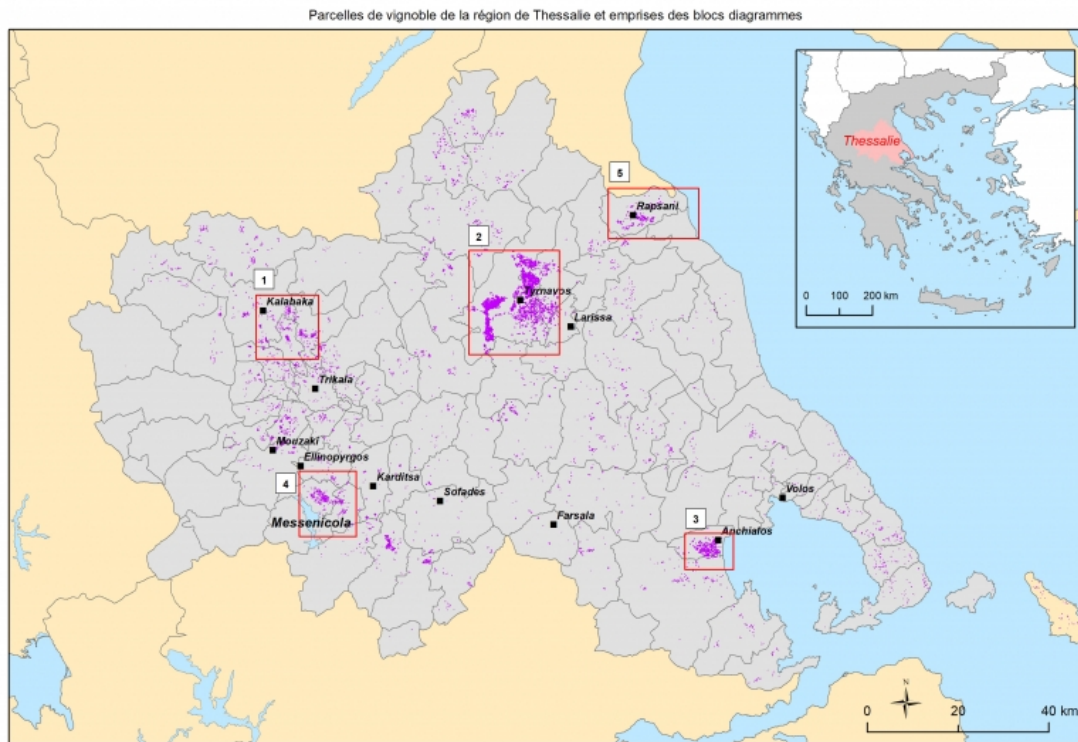 Parcelles de vignoble de la région de Thessalie et emprises des blocs diagrammes
Thessalie
0 100 200 km
5
Rapsani
2
1
Kalabaka
Tyrnavos
Larissa
Trikala
Mouzaki
Ellinopyrgos
4
Karditsa
Sofades
Volos
Messenicola
Farsala
3
Anchialos
N
0 20 40 km